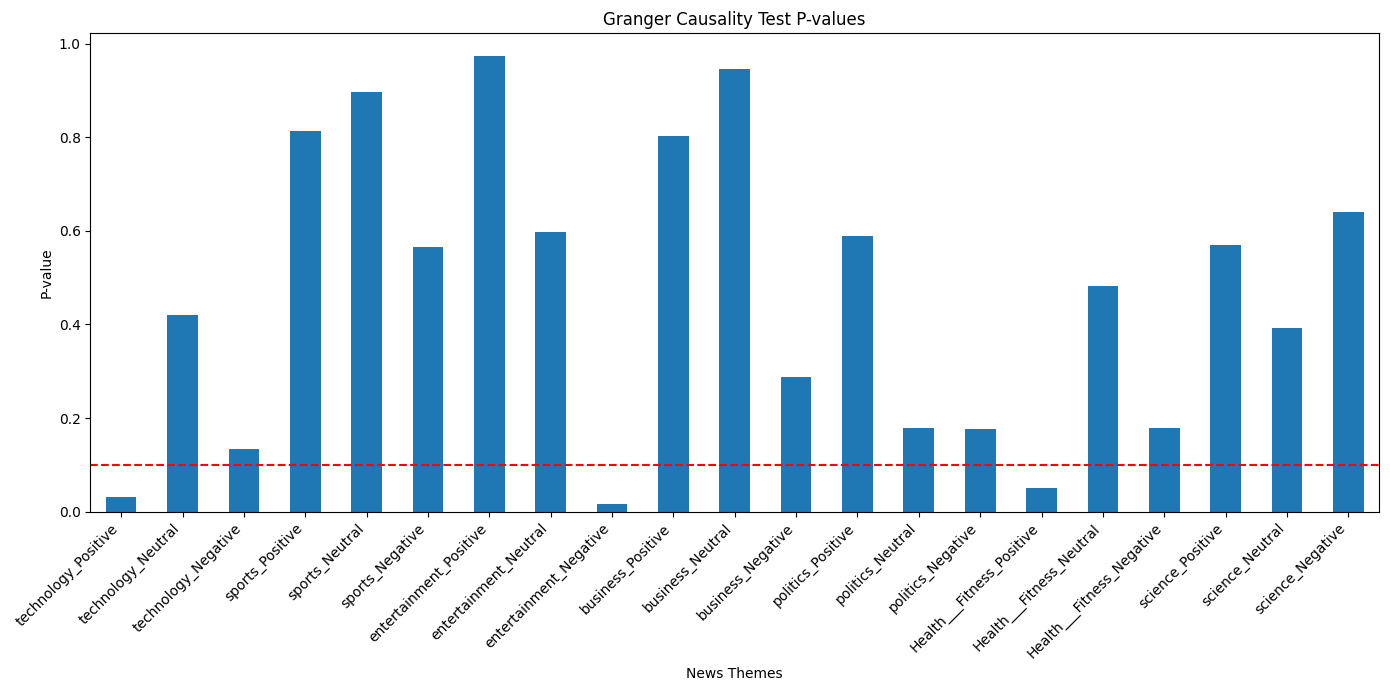 Granger Causality Test P-values
P-value
1.0
0.8
0.6
0.4
0.2
0.0
technology_Positive
technology_Neutral
technology_Negative
sports_Positive
sports_Neutral
sports_Negative
entertainment_Positive
entertainment_Neutral
entertainment_Negative
business_Positive
business_Neutral
business_Negative
politics_Positive
politics_Neutral
politics_Negative
Health___Fitness_Positive
Health___Fitness_Neutral
Health___Fitness_Negative
science_Positive
science_Neutral
science_Negative
News Themes